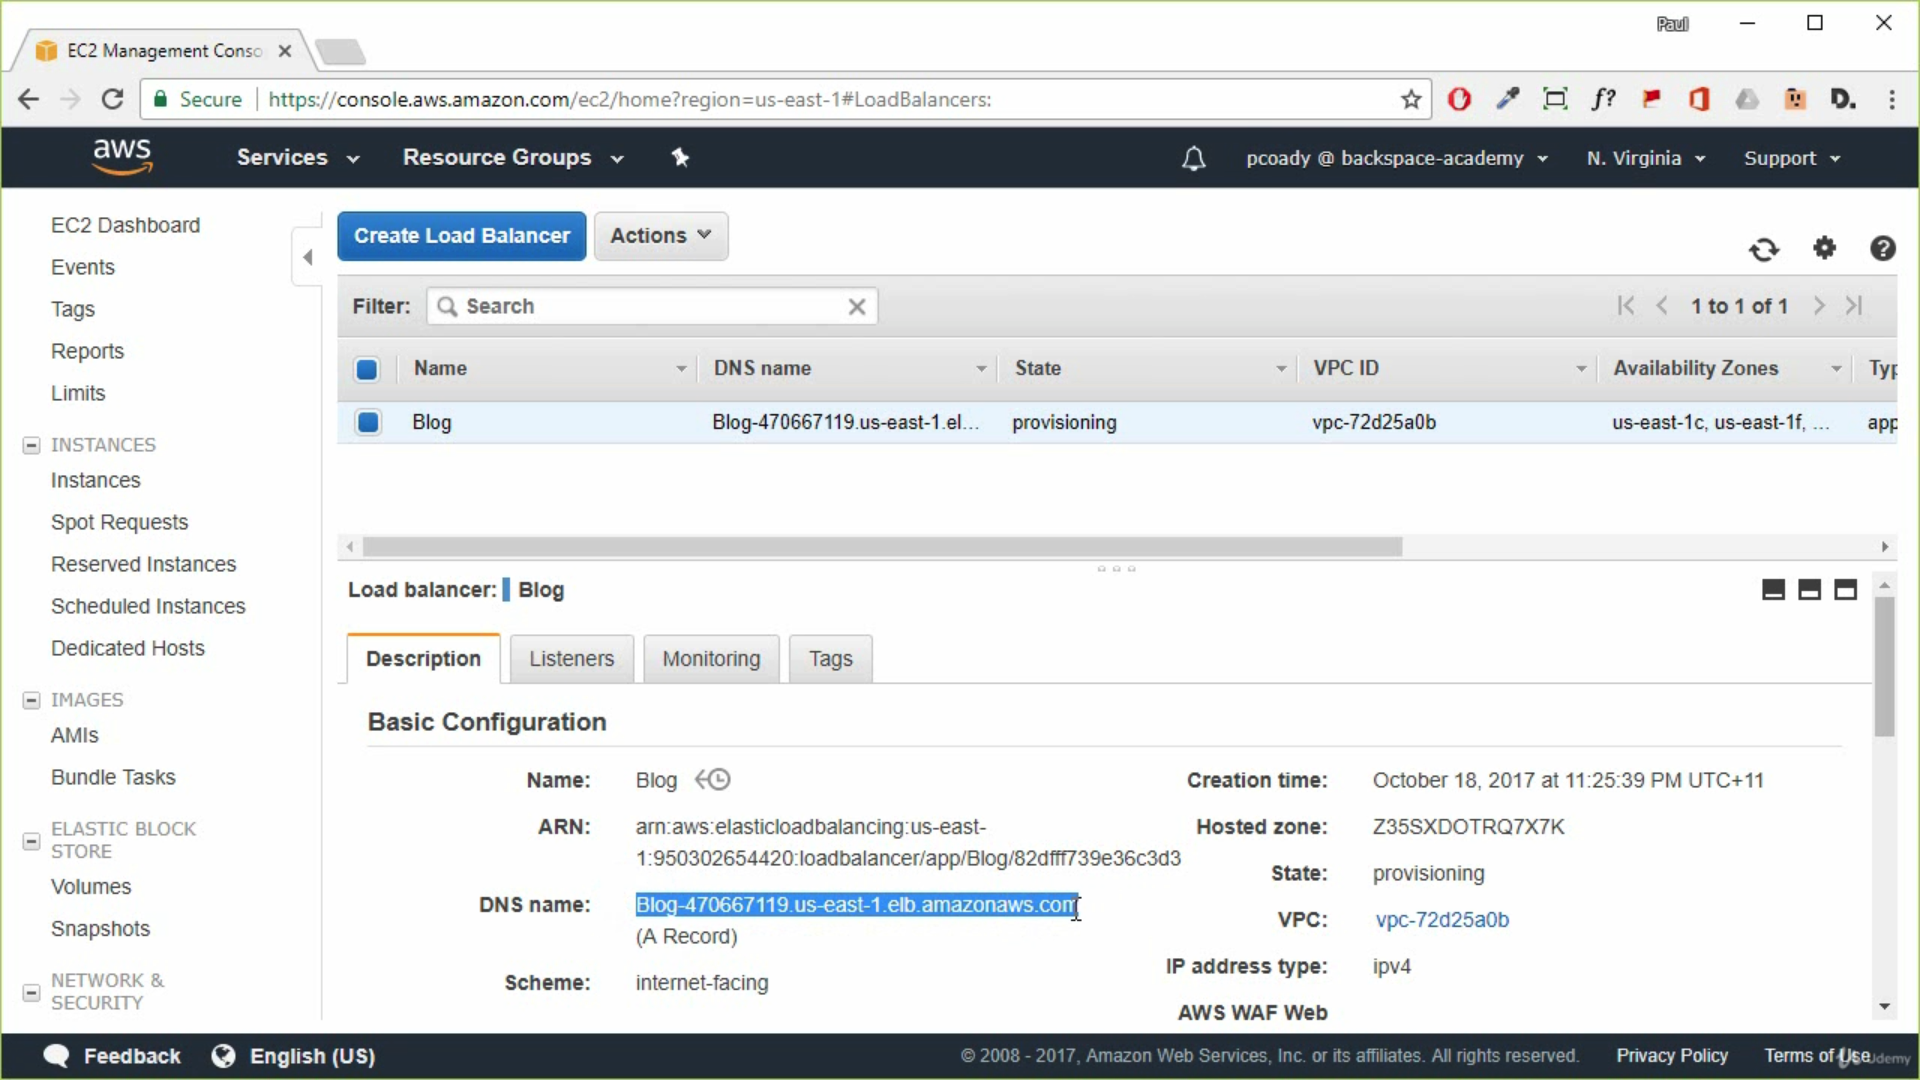 Paul
EC2 Management Conso
Secure
https://console.aws.amazon.com/ec2/home?region=us-east-1#LoadBalancers:
f?
D.
aws
Services
Resource Groups
pcoady @ backspace-academy
N. Virginia
Support
EC2 Dashboard
Events
Tags
Reports
Limits
INSTANCES
Instances
Spot Requests
Reserved Instances
Scheduled Instances
Dedicated Hosts
IMAGES
AMIs
Bundle Tasks
ELASTIC BLOCK
STORE
Volumes
Snapshots
NETWORK &
SECURITY
Create Load Balancer
Actions
Filter:
Search
1 to 1 of 1
Name
DNS name
State
VPC ID
Availability Zones
Typ
Blog
Blog-470667119.us-east-1.el...
provisioning
vpc-72d25a0b
us-east-1c, us-east-1f, ...
app
Load balancer:
Blog
Description
Listeners
Monitoring
Tags
Basic Configuration
Name:
Blog
ARN:
arn:aws:elasticloadbalancing:us-east-
1:950302654420:loadbalancer/app/Blog/82dfff739e36c3d3
DNS name:
Blog-470667119.us-east-1.elb.amazonaws.com
(A Record)
Scheme:
internet-facing
Creation time:
October 18, 2017 at 11:25:39 PM UTC+11
Hosted zone:
Z35SXDOTRQ7X7K
State:
provisioning
VPC:
vpc-72d25a0b
IP address type:
ipv4
AWS WAF Web
Feedback
English (US)
© 2008 - 2017, Amazon Web Services, Inc. or its affiliates. All rights reserved.
Privacy Policy
Terms of Use
Udemy